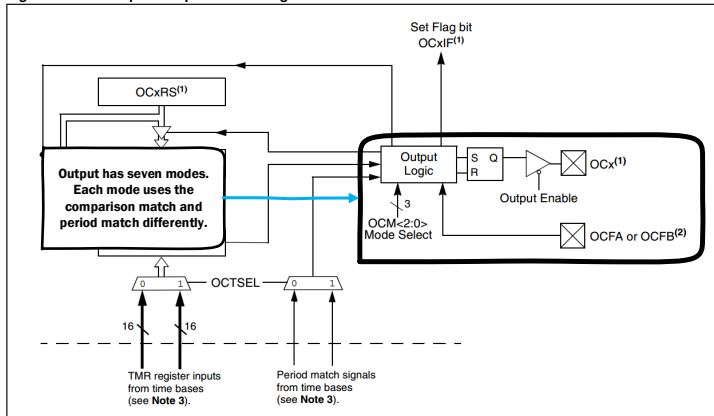 Set Flag bit
OCxIF(1)
OCxRS(1)
Output has seven modes.
Each mode uses the
comparison match and
period match differently.
Output
Logic
S Q
R
OCx(1)
Output Enable
3
OCM<2:0>
Mode Select
OCFA or OCFB(2)
0 1
OCTSEL
0 1
16
16
TMR register inputs
from time bases
(see Note 3).
Period match signals
from time bases
(see Note 3).